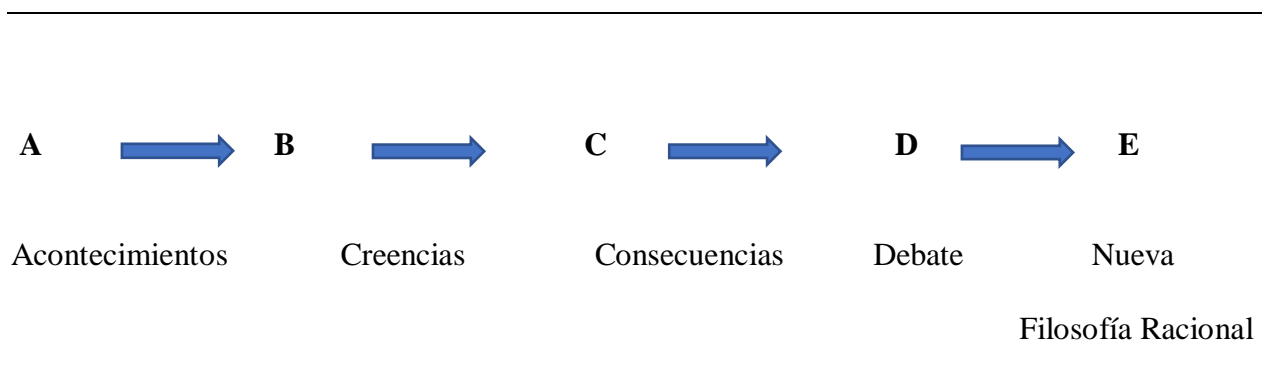 A B C D E
Acontecimientos Creencias Consecuencias Debate Nueva
Filosofía Racional